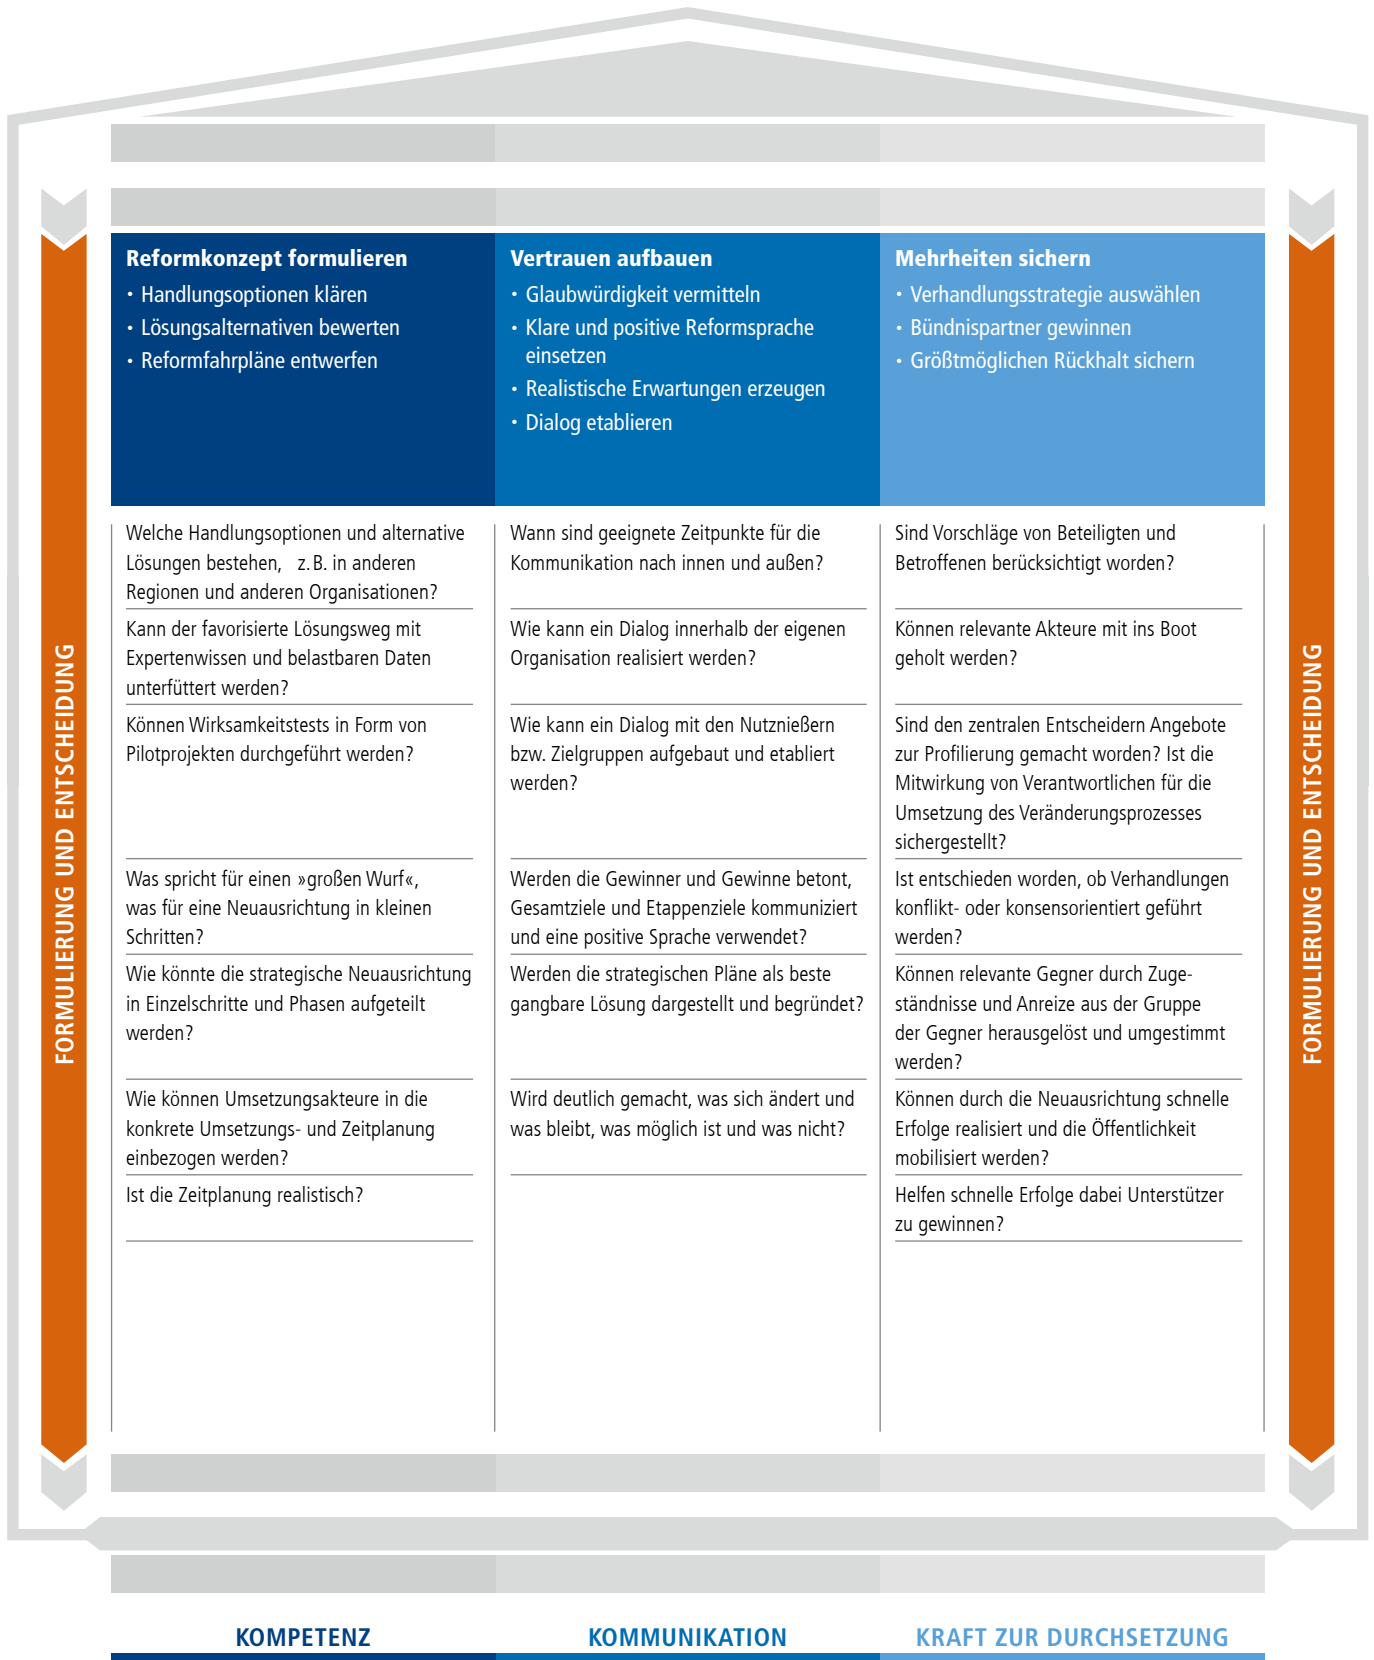 FORMULIERUNG UND ENTSCHEIDUNG
Reformkonzept formulieren
· Handlungsoptionen klären
· Lösungsalternativen bewerten
· Reformfahrpläne entwerfen
Welche Handlungsoptionen und alternative
Lösungen bestehen, z. B. in anderen
Regionen und anderen Organisationen?
Kann der favorisierte Lösungsweg mit
Expertenwissen und belastbaren Daten
unterfüttert werden?
Können Wirksamkeitstests in Form von
Pilotprojekten durchgeführt werden?
Was spricht für einen »großen Wurf«,
was für eine Neuausrichtung in kleinen
Schritten?
Wie könnte die strategische Neuausrichtung
in Einzelschritte und Phasen aufgeteilt
werden?
Wie können Umsetzungsakteure in die
konkrete Umsetzungs- und Zeitplanung
einbezogen werden?
Ist die Zeitplanung realistisch?
KOMPETENZ
Vertrauen aufbauen
· Glaubwürdigkeit vermitteln
· Klare und positive Reformsprache
einsetzen
· Realistische Erwartungen erzeugen
· Dialog etablieren
Wann sind geeignete Zeitpunkte für die
Kommunikation nach innen und außen?
Wie kann ein Dialog innerhalb der eigenen
Organisation realisiert werden?
Wie kann ein Dialog mit den Nutznießern
bzw. Zielgruppen aufgebaut und etabliert
werden?
Werden die Gewinner und Gewinne betont,
Gesamtziele und Etappenziele kommuniziert
und eine positive Sprache verwendet?
Werden die strategischen Pläne als beste
gangbare Lösung dargestellt und begründet?
Wird deutlich gemacht, was sich ändert und
was bleibt, was möglich ist und was nicht?
KOMMUNIKATION
Mehrheiten sichern
· Verhandlungsstrategie auswählen
· Bündnispartner gewinnen
· Größtmöglichen Rückhalt sichern
Sind Vorschläge von Beteiligten und
Betroffenen berücksichtigt worden?
Können relevante Akteure mit ins Boot
geholt werden?
Sind den zentralen Entscheidern Angebote
zur Profilierung gemacht worden? Ist die
Mitwirkung von Verantwortlichen für die
Umsetzung des Veränderungsprozesses
sichergestellt?
Ist entschieden worden, ob Verhandlungen
konflikt- oder konsensorientiert geführt
werden?
Können relevante Gegner durch Zuge-
ständnisse und Anreize aus der Gruppe
der Gegner herausgelöst und umgestimmt
werden?
Können durch die Neuausrichtung schnelle
Erfolge realisiert und die Öffentlichkeit
mobilisiert werden?
Helfen schnelle Erfolge dabei Unterstützer
zu gewinnen?
KRAFT ZUR DURCHSETZUNG
FORMULIERUNG UND ENTSCHEIDUNG